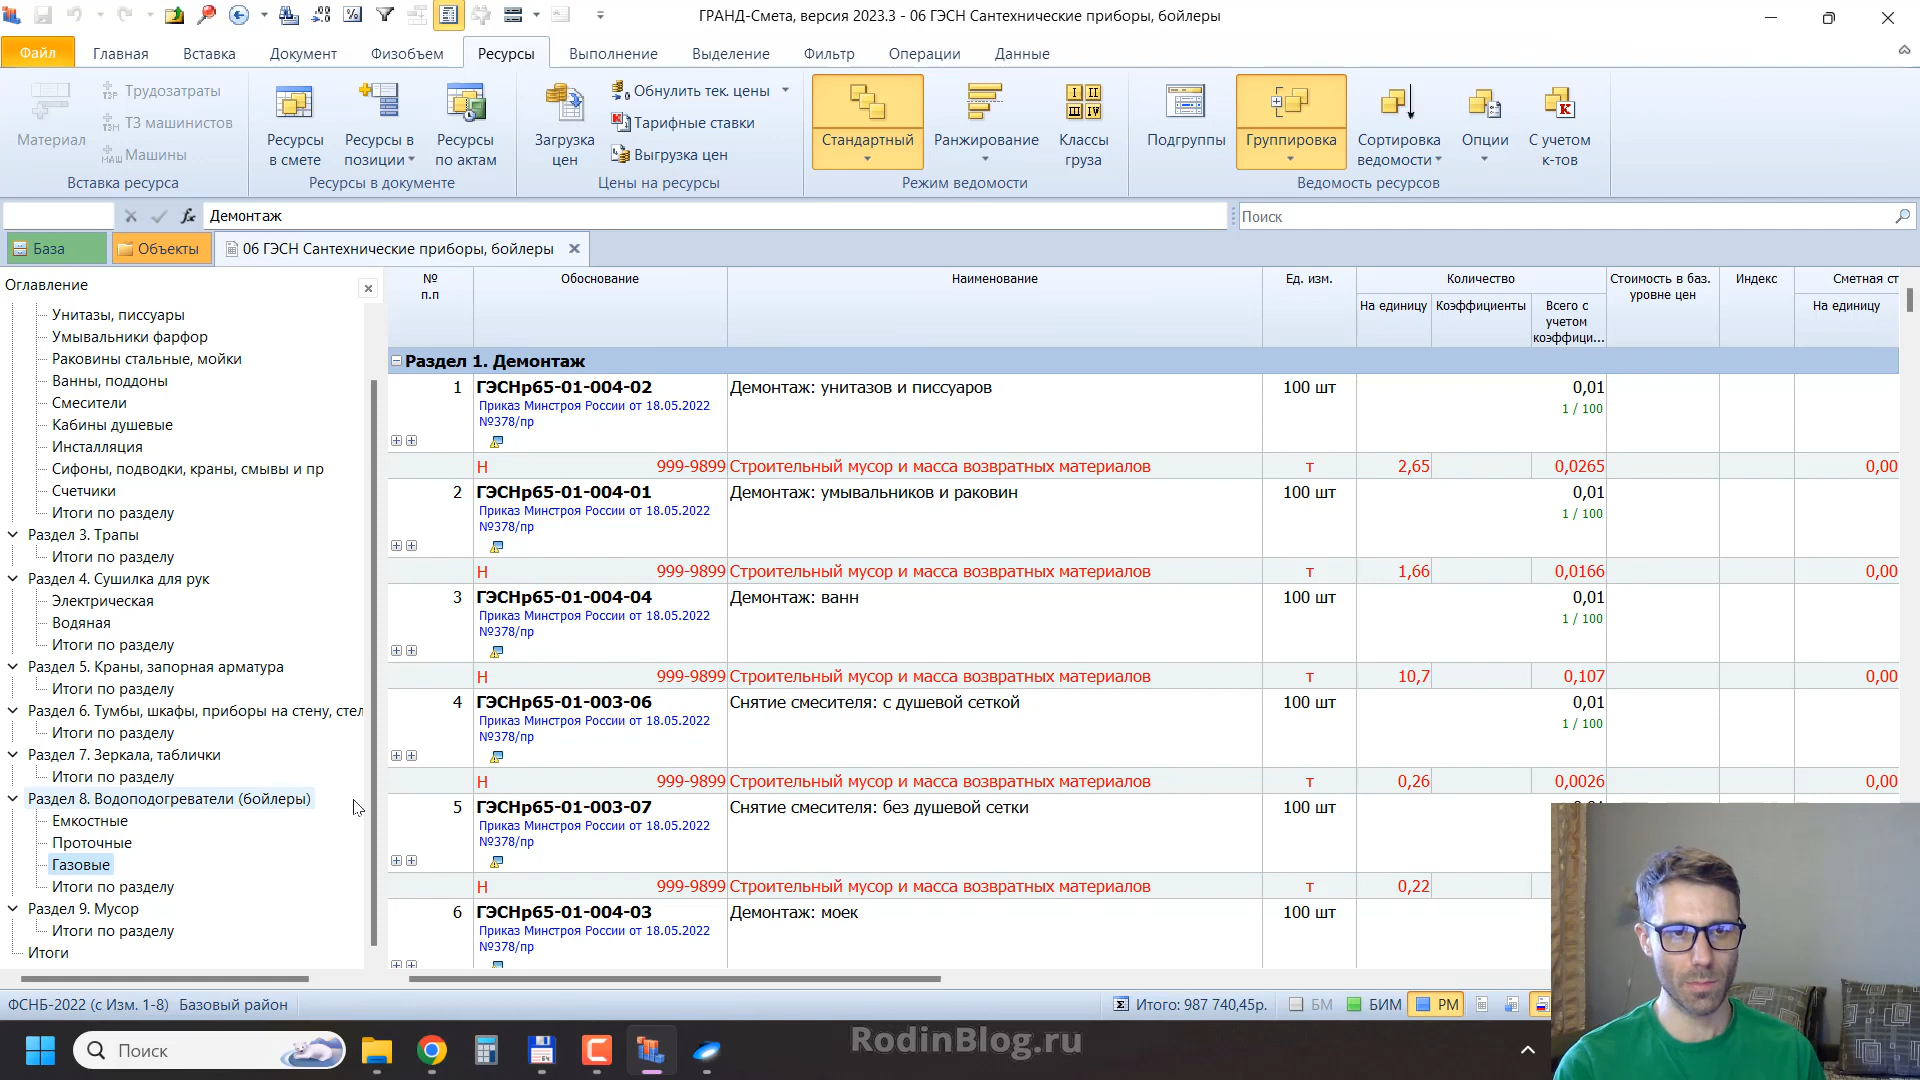 ГРАНД-Смета, версия 2023.3 - 06 ГЭСН Сантехнические приборы, бойлеры
Файл Главная Вставка Документ Физобъем Ресурсы Выполнение Выделение Фильтр Операции Данные
Материал
Трудозатраты
ТЗ машинистов
Машины
Вставка ресурса
Ресурсы в смете
Ресурсы в позиции
Ресурсы по актам
Ресурсы в документе
Загрузка цен
Обнулить тек. цены
Тарифные ставки
Выгрузка цен
Цены на ресурсы
Стандартный
Ранжирование
Классы груза
Режим ведомости
Подгруппы
Группировка
Сортировка ведомости
Опции
С учетом к-тов
Ведомость ресурсов
fx Демонтаж
Поиск
База Объекты 06 ГЭСН Сантехнические приборы, бойлеры
Оглавление
Унитазы, писсуары
Умывальники фарфор
Раковины стальные, мойки
Ванны, поддоны
Смесители
Кабины душевые
Инсталляция
Сифоны, подводки, краны, смывы и пр
Счетчики
Итоги по разделу
Раздел 3. Трапы
Итоги по разделу
Раздел 4. Сушилка для рук
Электрическая
Водяная
Итоги по разделу
Раздел 5. Краны, запорная арматура
Итоги по разделу
Раздел 6. Тумбы, шкафы, приборы на стену, стел
Итоги по разделу
Раздел 7. Зеркала, таблички
Итоги по разделу
Раздел 8. Водоподогреватели (бойлеры)
Емкостные
Проточные
Газовые
Итоги по разделу
Раздел 9. Мусор
Итоги по разделу
Итоги
№ п.п Обоснование Наименование Ед. изм. Количество Стоимость в баз. уровне цен Индекс Сметная ст
На единицу Коэффициенты Всего с учетом коэффици... На единицу
Раздел 1. Демонтаж
1 ГЭСНр65-01-004-02 Демонтаж: унитазов и писсуаров 100 шт 0,01
Приказ Минстроя России от 18.05.2022 1 / 100
№378/пр
Н 999-9899 Строительный мусор и масса возвратных материалов т 2,65 0,0265 0,00
2 ГЭСНр65-01-004-01 Демонтаж: умывальников и раковин 100 шт 0,01
Приказ Минстроя России от 18.05.2022 1 / 100
№378/пр
Н 999-9899 Строительный мусор и масса возвратных материалов т 1,66 0,0166 0,00
3 ГЭСНр65-01-004-04 Демонтаж: ванн 100 шт 0,01
Приказ Минстроя России от 18.05.2022 1 / 100
№378/пр
Н 999-9899 Строительный мусор и масса возвратных материалов т 10,7 0,107 0,00
4 ГЭСНр65-01-003-06 Снятие смесителя: с душевой сеткой 100 шт 0,01
Приказ Минстроя России от 18.05.2022 1 / 100
№378/пр
Н 999-9899 Строительный мусор и масса возвратных материалов т 0,26 0,0026 0,00
5 ГЭСНр65-01-003-07 Снятие смесителя: без душевой сетки 100 шт
Приказ Минстроя России от 18.05.2022
№378/пр
Н 999-9899 Строительный мусор и масса возвратных материалов т 0,22
6 ГЭСНр65-01-004-03 Демонтаж: моек 100 шт
Приказ Минстроя России от 18.05.2022
№378/пр
ФСНБ-2022 (с Изм. 1-8) Базовый район Итого: 987 740,45р. БМ БИМ РМ
Поиск
RodinBlog.ru